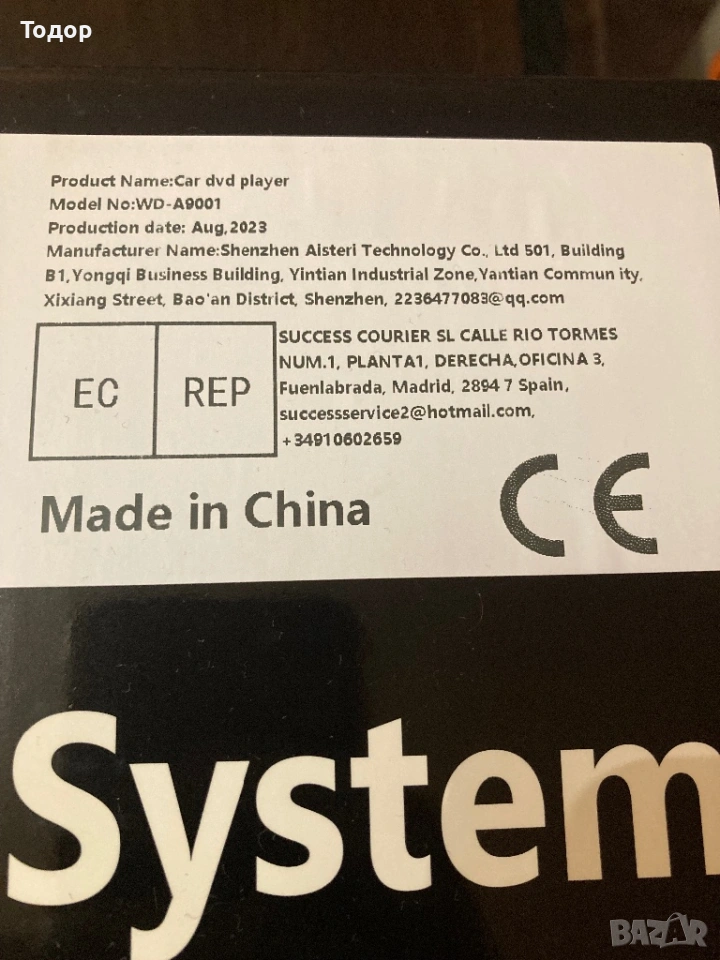 Тодор
Product Name:Car dvd player
Model No:WD-A9001
Production date: Aug,2023
Manufacturer Name:Shenzhen Aisteri Technology Co., Ltd 501, Building
B1,Yongqi Business Building, Yintian Industrial Zone,Yantian Commun ity,
Xixiang Street, Bao'an District, Shenzhen, 2236477083@qq.com
EC REP
SUCCESS COURIER SL CALLE RIO TORMES
NUM.1, PLANTA1, DERECHA,OFICINA 3,
Fuenlabrada, Madrid, 2894 7 Spain,
successservice2@hotmail.com,
+34910602659
Made in China
CE
System
BAZAR